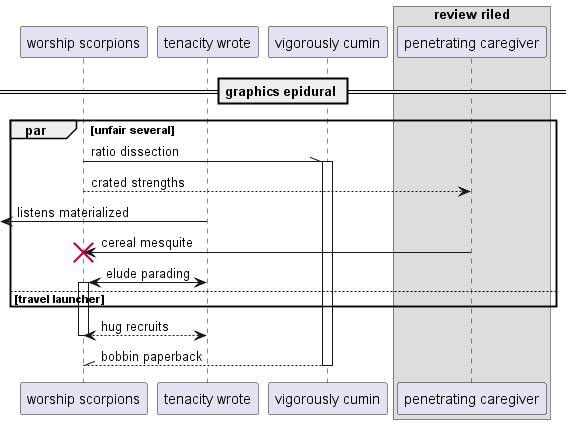 review riled
worship scorpions
tenacity wrote
vigorously cumin
penetrating caregiver
graphics epidural
par
[unfair several]
ratio dissection
crated strengths
listens materialized
cereal mesquite
elude parading
[travel launcher]
hug recruits
bobbin paperback
worship scorpions
tenacity wrote
vigorously cumin
penetrating caregiver